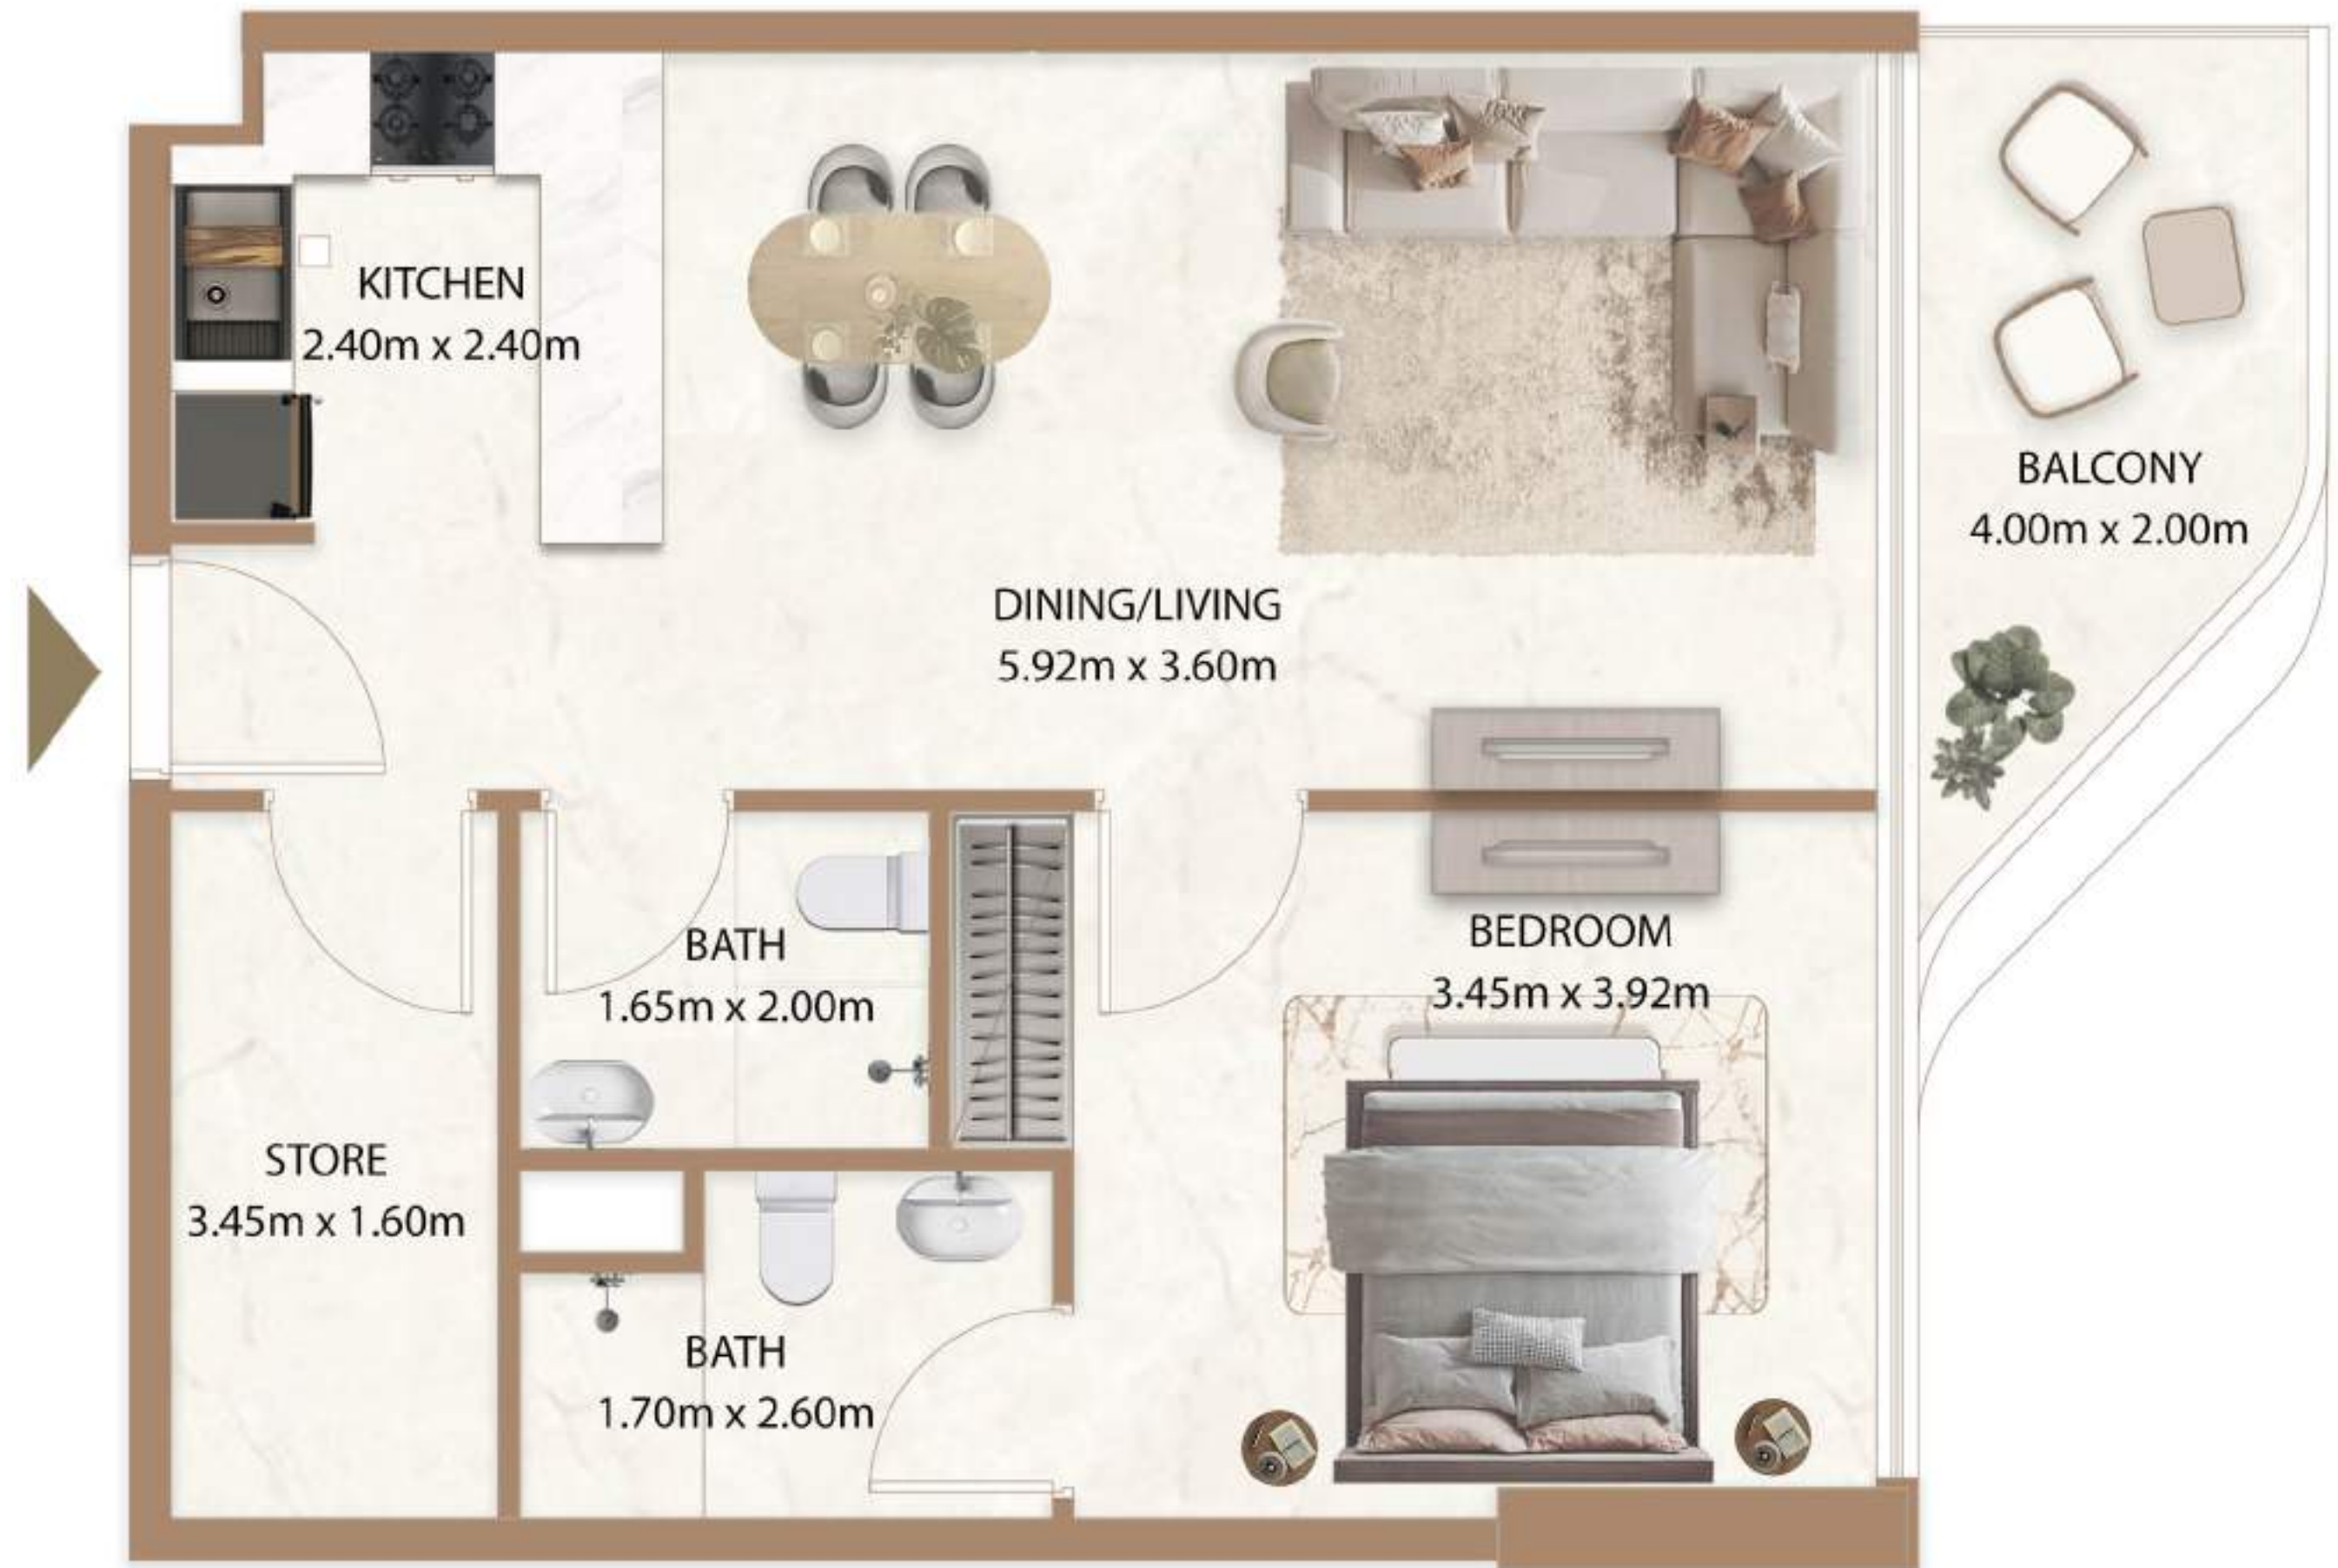 KITCHEN
2.40m x 2.40m
BALCONY
4.00m x 2.00m
DINING/LIVING
5.92m x 3.60m
BATH
1.65m x 2.00m
BEDROOM
3.45m x 3.92m
STORE
3.45m x 1.60m
BATH
1.70m x 2.60m